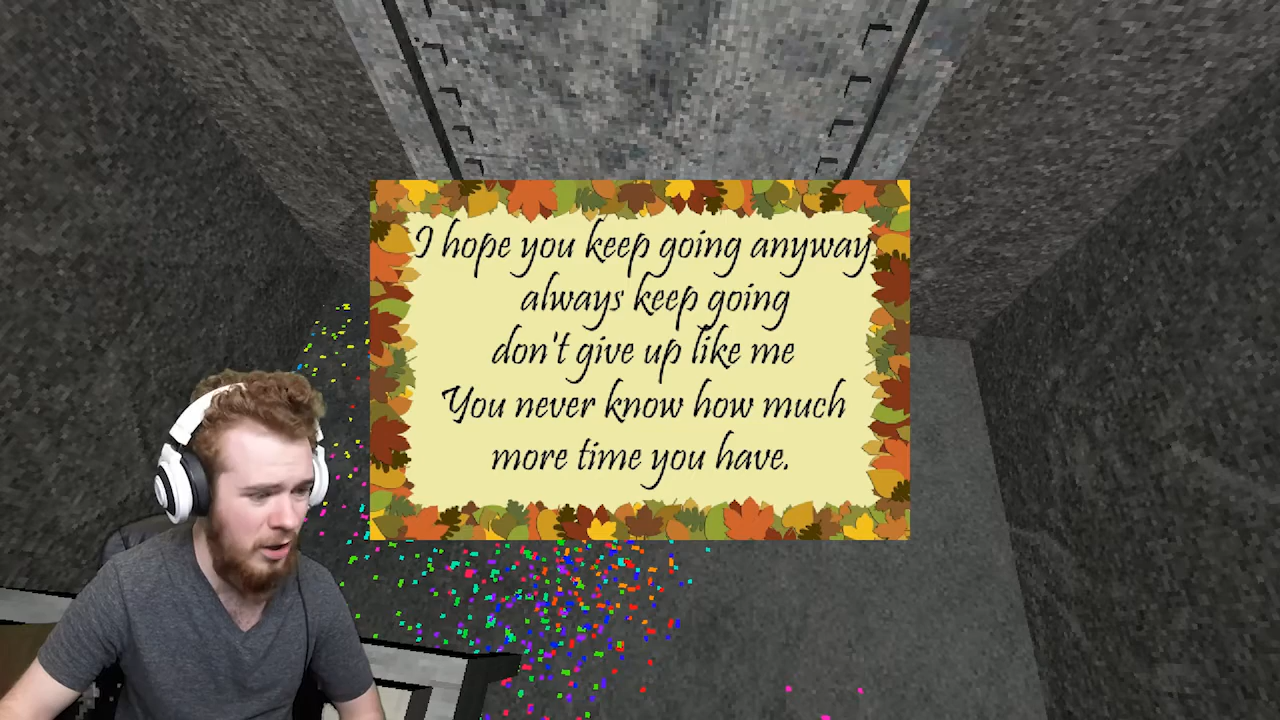 I hope you keep going anyway
always keep going
don't give up like me
You never know how much
more time you have.